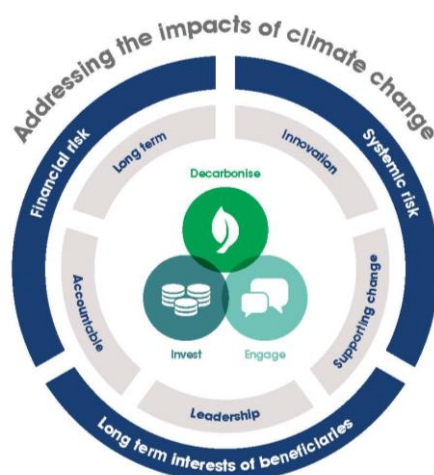 Addressing the impacts of climate change
Financial risk
Systemic risk
Long term
Innovation
Decarbonise
Accountable
Supporting change
Invest
Engage
Leadership
Long term interests of beneficiaries